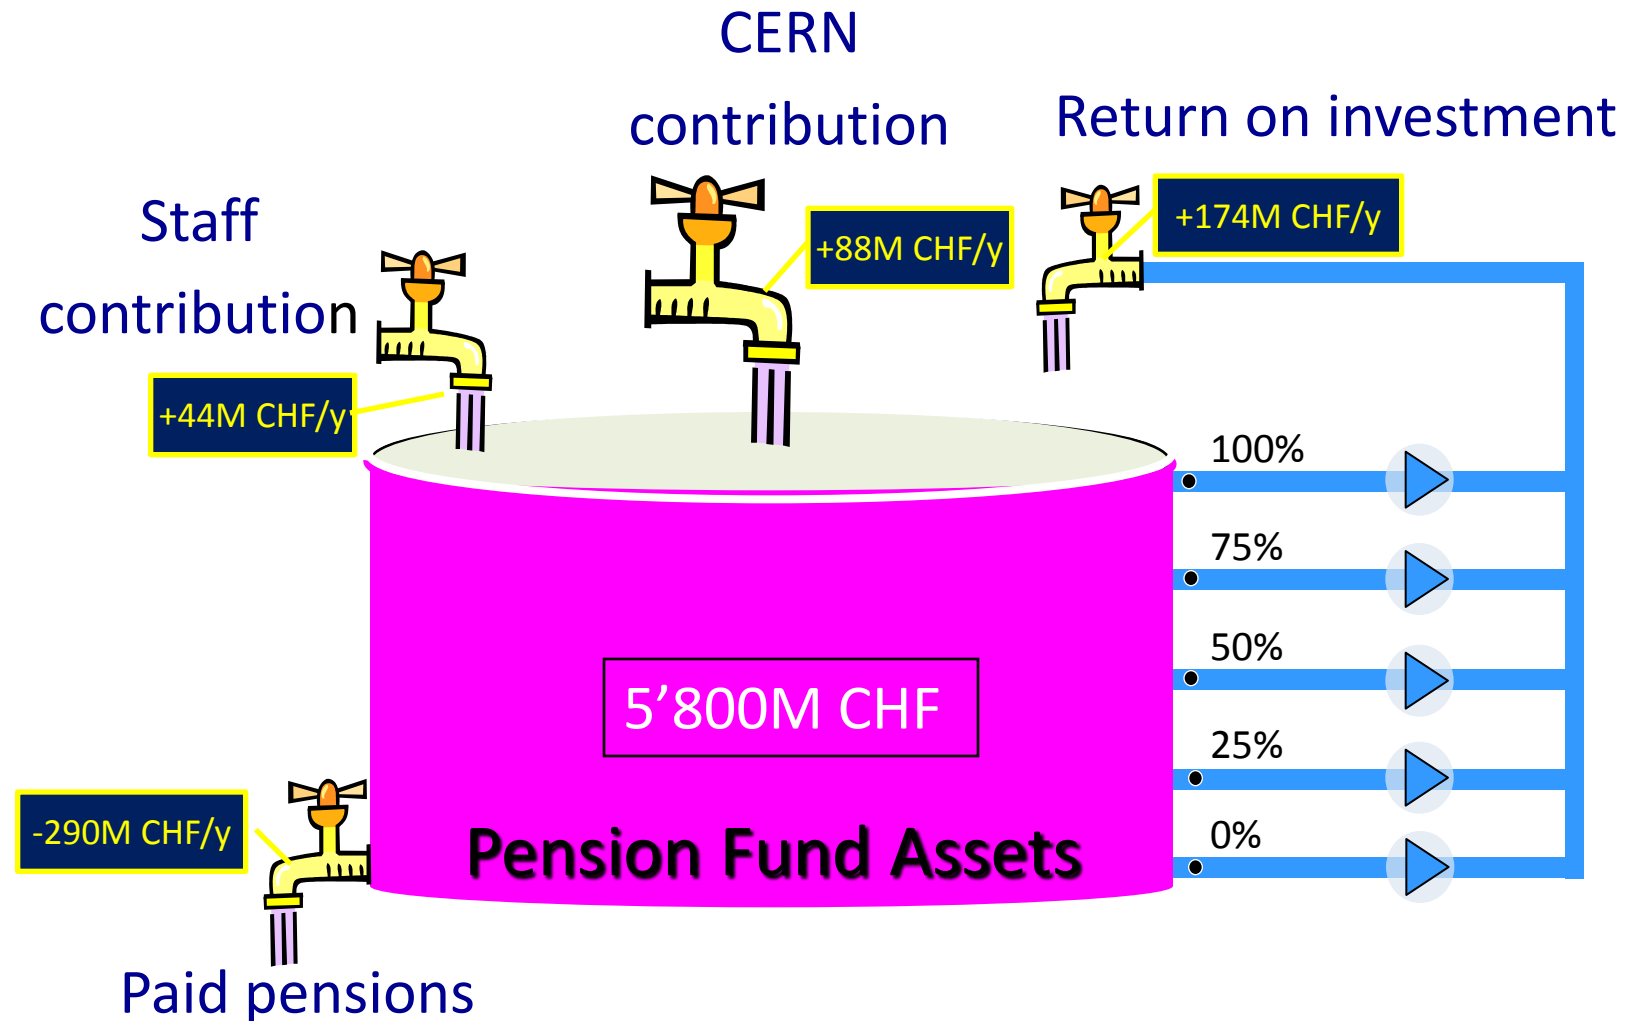 CERN
contribution
Return on investment
+174M CHF/y
+88M CHF/y
Staff
contribution
+44M CHF/y
100%
75%
50%
25%
0%
5’800M CHF
Pension Fund Assets
-290M CHF/y
Paid pensions